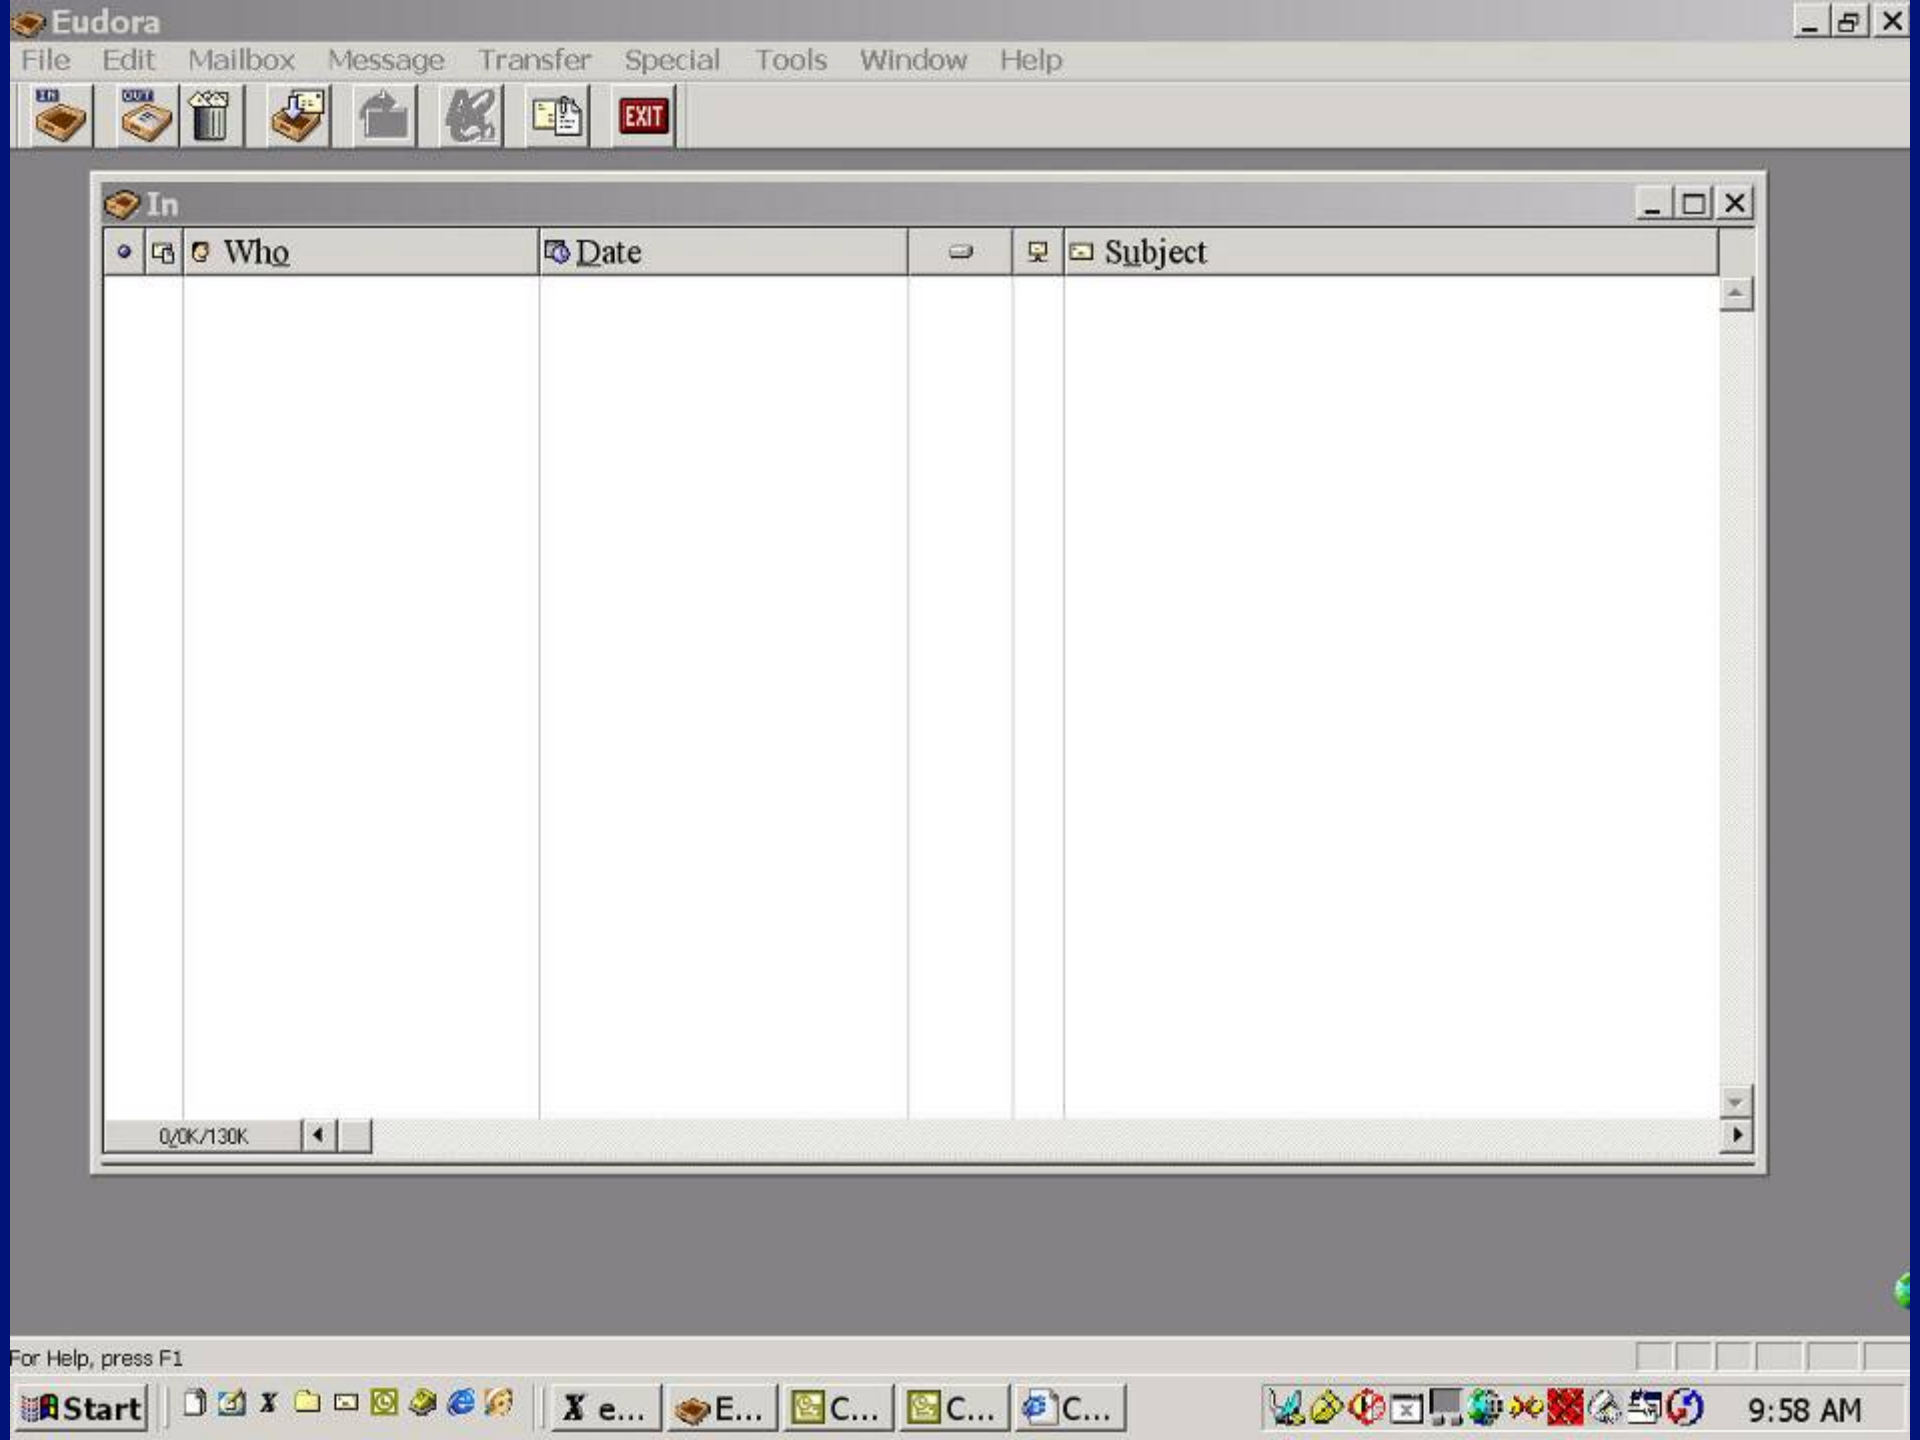 Eudora
File Edit Mailbox Message Transfer Special Tools Window Help
IN OUT EXIT
In
Who Date Subject
0/0K/130K
For Help, press F1
Start X e... E... C... C... C... 9:58 AM